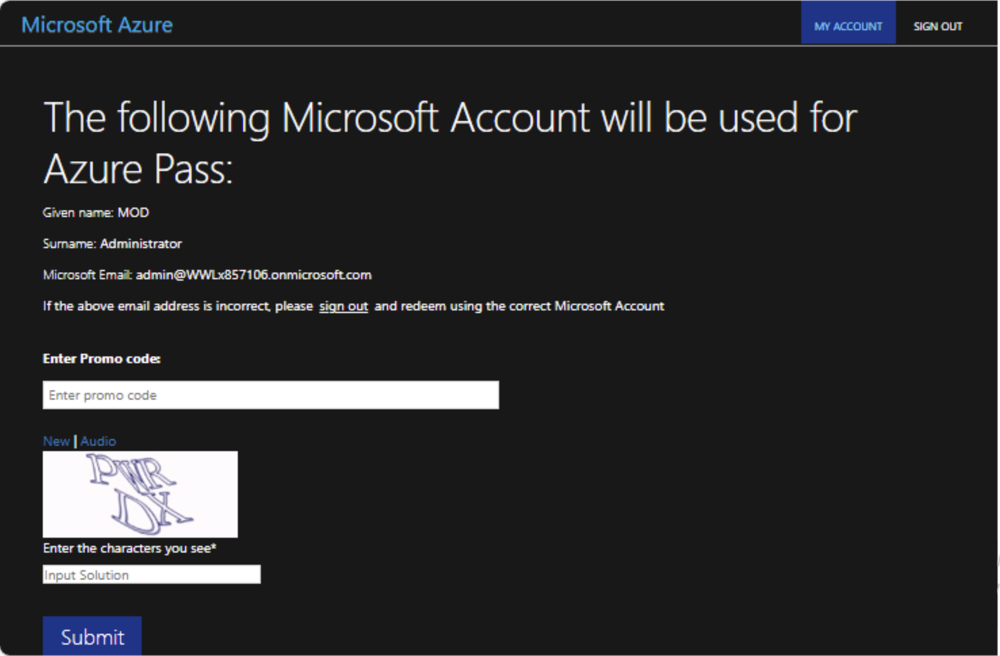 Microsoft Azure
MY ACCOUNT
SIGN OUT
The following Microsoft Account will be used for
Azure Pass:
Given name: MOD
Surname: Administrator
Microsoft Email: admin@WWLx857106.onmicrosoft.com
If the above email address is incorrect, please sign out and redeem using the correct Microsoft Account
Enter Promo code:
Enter promo code
New | Audio
PWR
DX
Enter the characters you see*
Input Solution
Submit